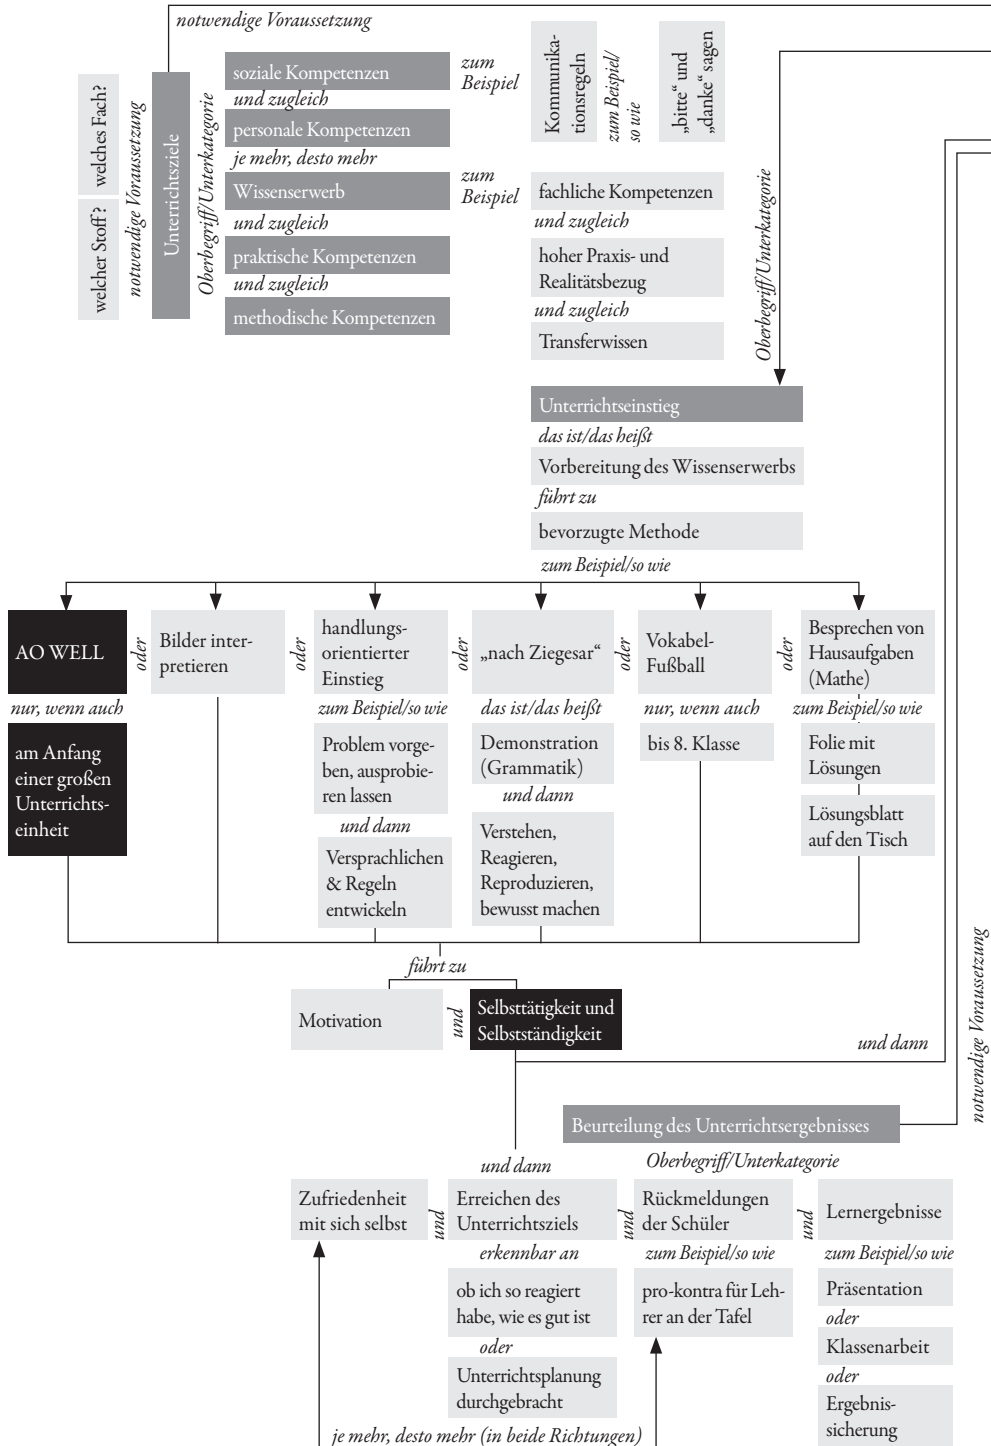 notwendige Voraussetzung
welches Fach?
welcher Stoff?
notwendige Voraussetzung
Unterrichtsziele
Oberbegriff/Unterkategorie
soziale Kompetenzen
und zugleich
personale Kompetenzen
je mehr, desto mehr
Wissenserwerb
und zugleich
praktische Kompetenzen
und zugleich
methodische Kompetenzen
zum
Beispiel
Kommunika-
tionsregeln
zum Beispiel/
so wie
„bitte“ und
„danke“ sagen
zum
Beispiel
fachliche Kompetenzen
und zugleich
hoher Praxis- und
Realitätsbezug
und zugleich
Transferwissen
Oberbegriff/Unterkategorie
Unterrichtseinstieg
das ist/das heißt
Vorbereitung des Wissenserwerbs
führt zu
bevorzugte Methode
zum Beispiel/so wie
AO WELL
nur, wenn auch
am Anfang
einer großen
Unterrichts-
einheit
oder
Bilder inter-
pretieren
oder
handlungs-
orientierter
Einstieg
zum Beispiel/so wie
Problem vorge-
ben, ausprobie-
ren lassen
und dann
Versprachlichen
& Regeln
entwickeln
oder
„nach Ziegesar“
das ist/das heißt
Demonstration
(Grammatik)
und dann
Verstehen,
Reagieren,
Reproduzieren,
bewusst machen
oder
Vokabel-
Fußball
nur, wenn auch
bis 8. Klasse
oder
Besprechen von
Hausaufgaben
(Mathe)
zum Beispiel/so wie
Folie mit
Lösungen
Lösungsblatt
auf den Tisch
führt zu
Motivation
und
Selbsttätigkeit und
Selbstständigkeit
und dann
notwendige Voraussetzung
Beurteilung des Unterrichtsergebnisses
Oberbegriff/Unterkategorie
und dann
Zufriedenheit
mit sich selbst
und
Erreichen des
Unterrichtsziels
erkennbar an
ob ich so reagiert
habe, wie es gut ist
oder
Unterrichtsplanung
durchgebracht
und
Rückmeldungen
der Schüler
zum Beispiel/so wie
pro-kontra für Leh-
rer an der Tafel
und
Lernergebnisse
zum Beispiel/so wie
Präsentation
oder
Klassenarbeit
oder
Ergebnis-
sicherung
je mehr, desto mehr (in beide Richtungen)